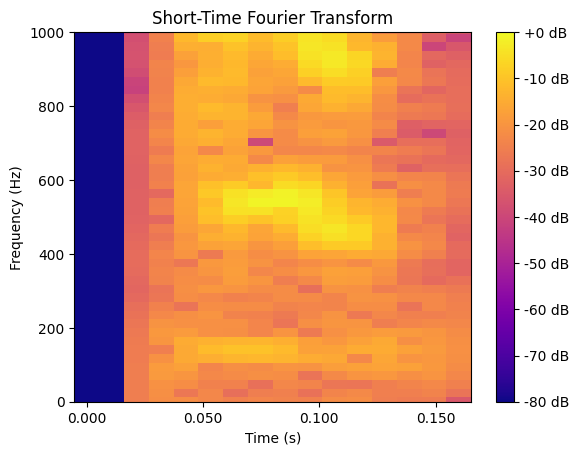 Short-Time Fourier Transform
1000
800
600
400
200
0
Frequency (Hz)
0.000
0.050
0.100
0.150
Time (s)
+0 dB
-10 dB
-20 dB
-30 dB
-40 dB
-50 dB
-60 dB
-70 dB
-80 dB